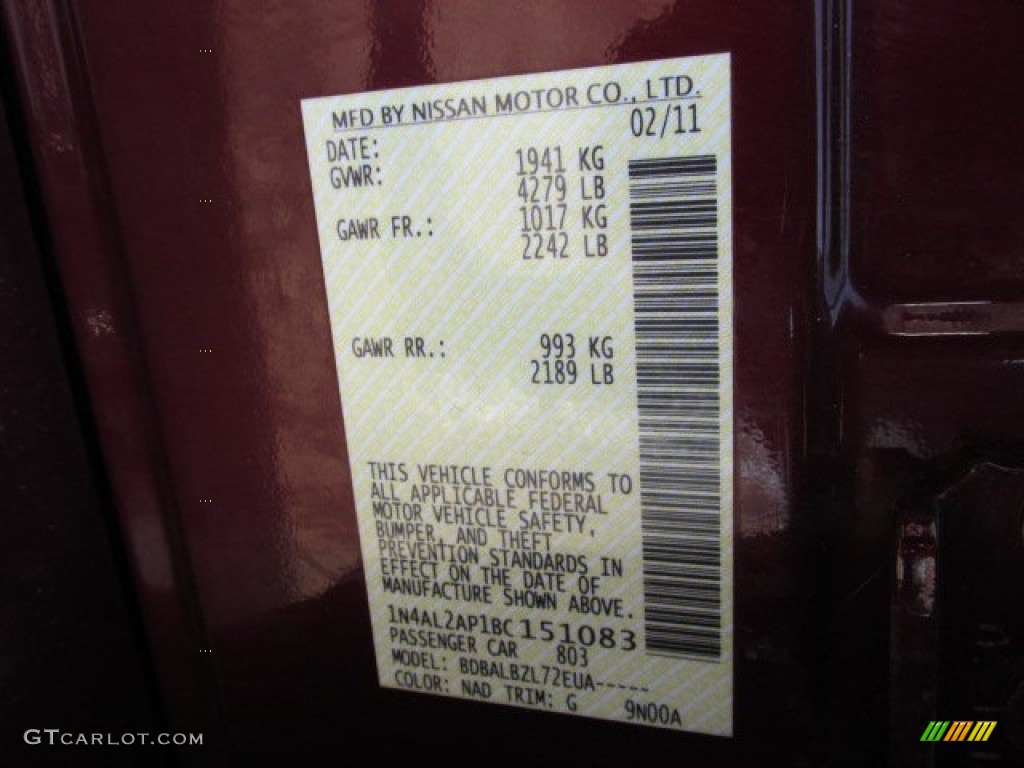 MFD BY NISSAN MOTOR CO., LTD.
DATE: 02/11
GVWR: 1941 KG
4279 LB
GAWR FR.: 1017 KG
2242 LB
GAWR RR.: 993 KG
2189 LB
THIS VEHICLE CONFORMS TO
ALL APPLICABLE FEDERAL
MOTOR VEHICLE SAFETY,
BUMPER, AND THEFT
PREVENTION STANDARDS IN
EFFECT ON THE DATE OF
MANUFACTURE SHOWN ABOVE.
1N4AL2AP1BC151083
PASSENGER CAR 803
MODEL: BDBALBZL72EUA-----
COLOR: NAD TRIM: G 9N00A
GTCARLOT.COM